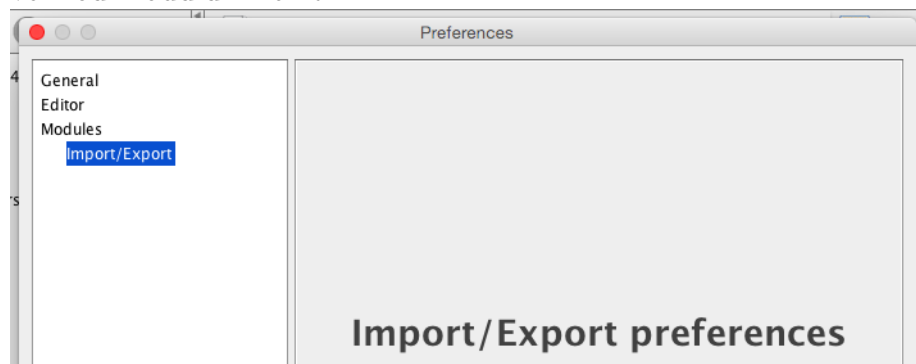 Preferences
General
Editor
Modules
Import/Export
Import/Export preferences